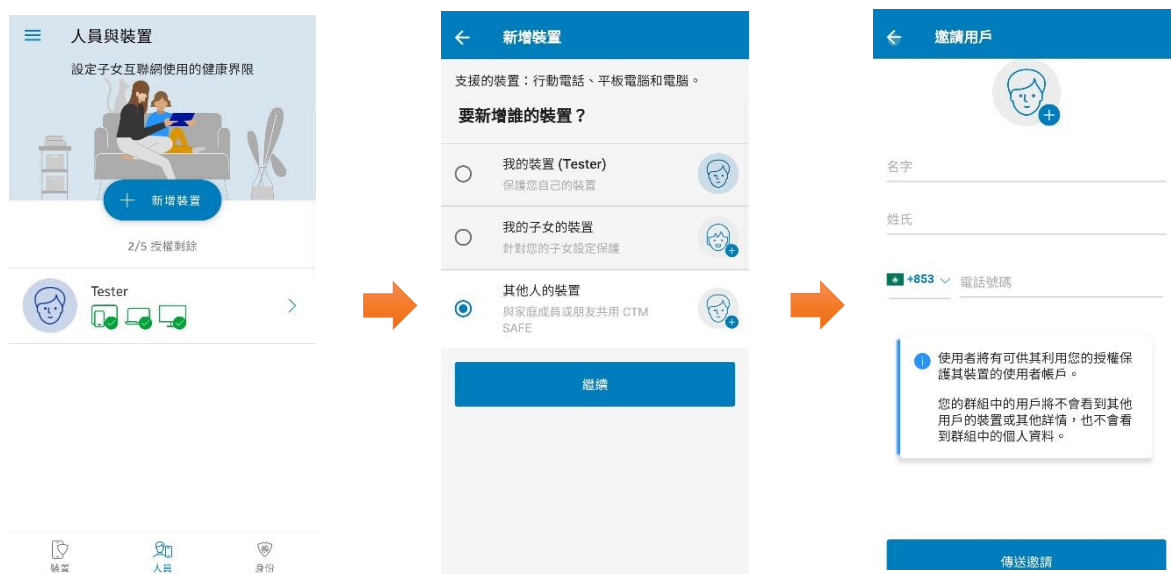 人員與裝置
設定子女互聯網使用的健康界限
新增裝置
2/5 授權剩餘
Tester
裝置
人員
身份
新增裝置
支援的裝置:行動電話、平板電腦和電腦。
要新增誰的裝置?
我的裝置 (Tester)
保護您自己的裝置
我的子女的裝置
針對您的子女設定保護
其他人的裝置
與家庭成員或朋友共用 CTM
SAFE
繼續
邀請用戶
名字
姓氏
+853 電話號碼
使用者將有可供其利用您的授權保
護其裝置的使用者帳戶。
您的群組中的用戶將不會看到其他
用戶的裝置或其他詳情,也不會看
到群組中的個人資料。
傳送邀請